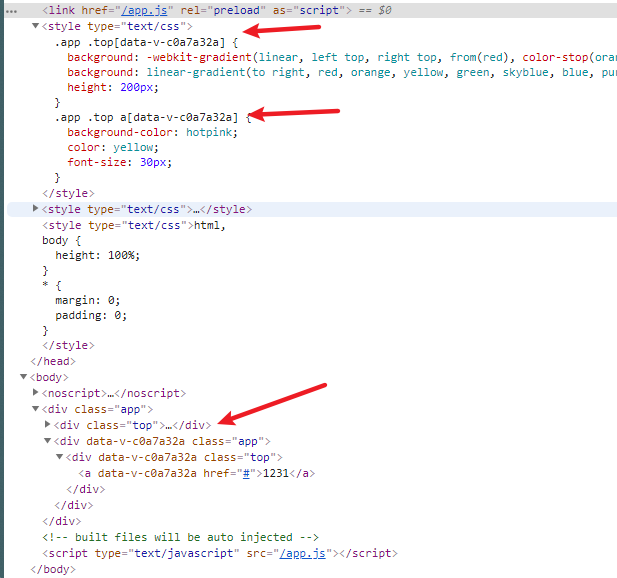 ••• <link href="/app.js" rel="preload" as="script"> == $0
▼<style type="text/css">
.app .top[data-v-c0a7a32a] {
background: -webkit-gradient(linear, left top, right top, from(red), color-stop(oran
background: linear-gradient(to right, red, orange, yellow, green, skyblue, blue, pur
height: 200px;
}
.app .top a[data-v-c0a7a32a] {
background-color: hotpink;
color: yellow;
font-size: 30px;
}
</style>
▶<style type="text/css">…</style>
<style type="text/css">html,
body {
height: 100%;
}
* {
margin: 0;
padding: 0;
}
</style>
</head>
▼<body>
▶<noscript>…</noscript>
▼<div class="app">
▶<div class="top">…</div>
▼<div data-v-c0a7a32a class="app">
▼<div data-v-c0a7a32a class="top">
<a data-v-c0a7a32a href="#">1231</a>
</div>
</div>
</div>
<!-- built files will be auto injected -->
<script type="text/javascript" src="/app.js"></script>
</body>